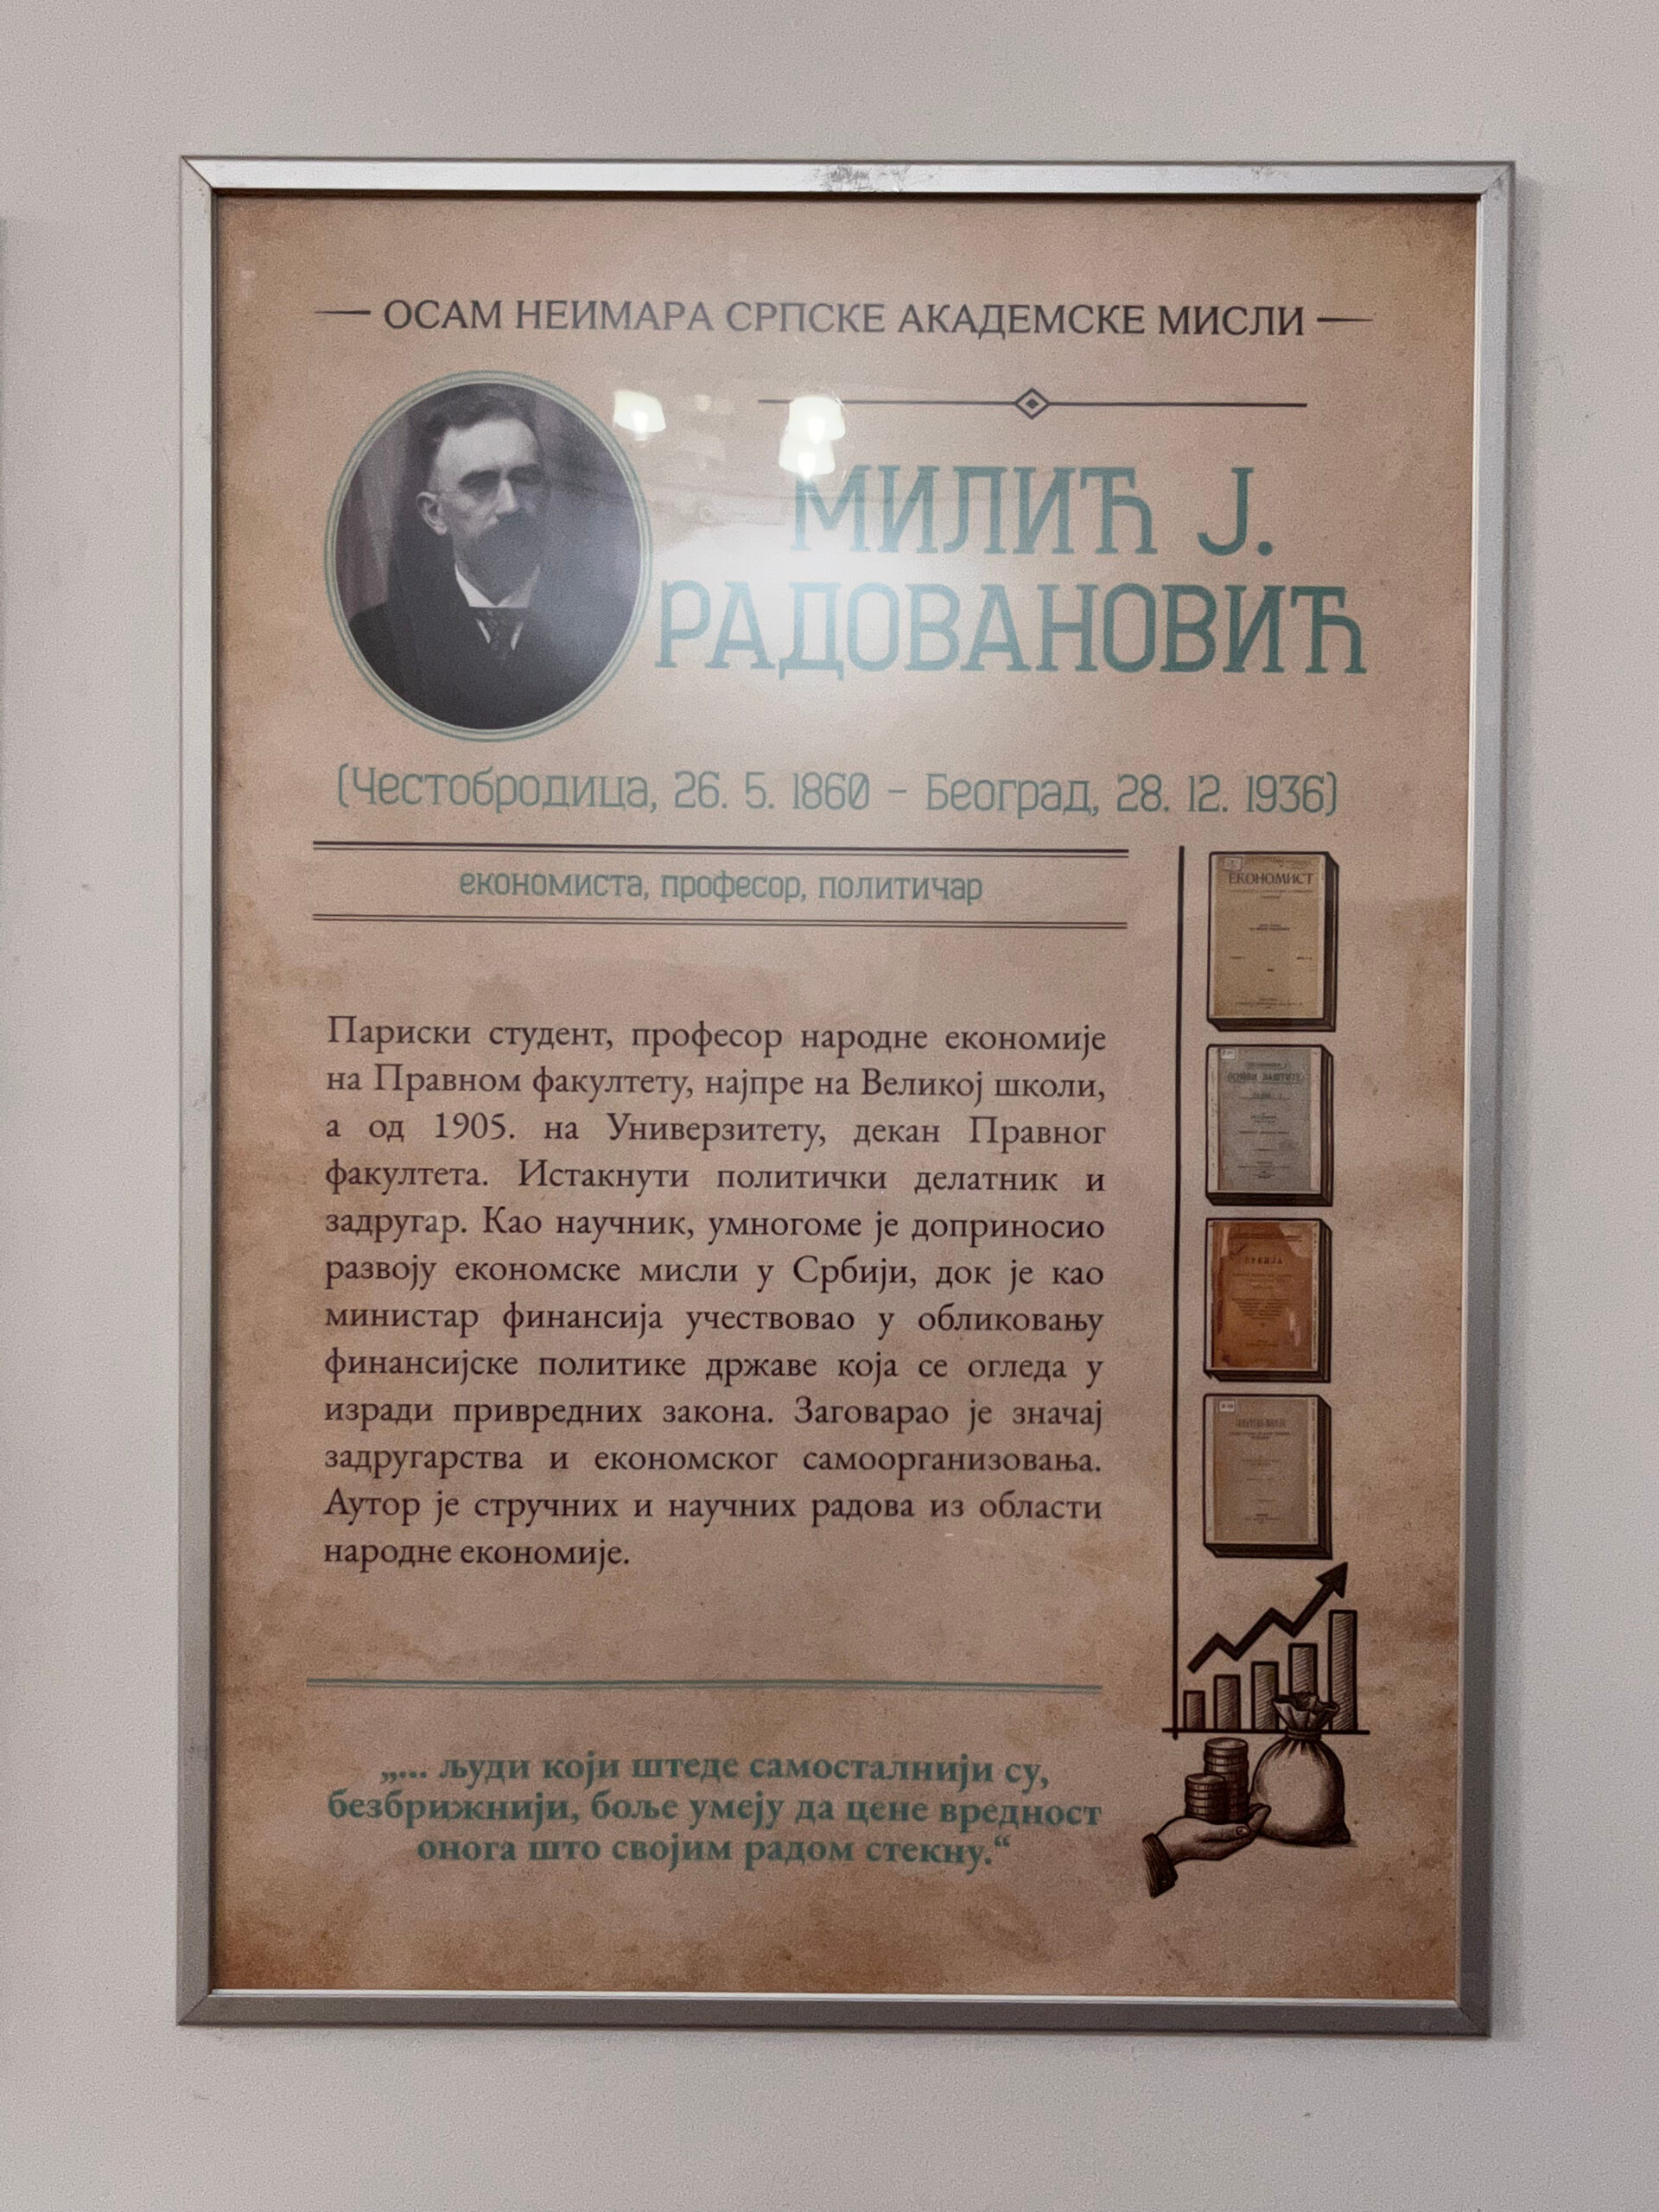 ОСАМ НЕИМАРА СРПСКЕ АКАДЕМСКЕ МИСЛИ
МИЛИЋ Ј.
РАДОВАНОВИЋ
(Честобродица, 26. 5. 1860 – Београд, 28. 12. 1936)
економиста, професор, политичар
Париски студент, професор народне економије
на Правном факултету, најпре на Великој школи,
а од 1905. на Универзитету, декан Правног
факултета. Истакнути политички делатник и
задругар. Као научник, умногоме је доприносио
развоју економске мисли у Србији, док је као
министар финансија учествовао у обликовању
финансијске политике државе која се огледа у
изради привредних закона. Заговарао је значај
задругарства и економског самоорганизовања.
Аутор је стручних и научних радова из области
народне економије.
„... људи који штеде самосталнији су,
безбрижнији, боље умеју да цене вредност
онога што својим радом стекну.“
ЕКОНОМИСТ